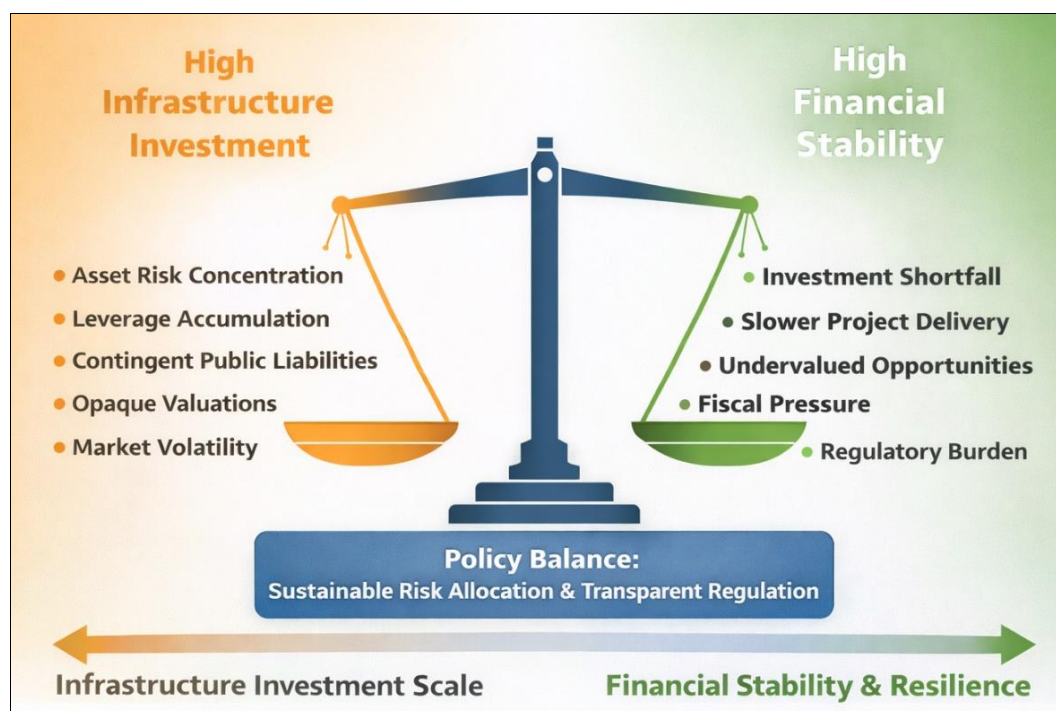 High
Infrastructure
Investment
High
Financial
Stability
• Asset Risk Concentration
• Leverage Accumulation
• Contingent Public Liabilities
• Opaque Valuations
• Market Volatility
• Investment Shortfall
• Slower Project Delivery
• Undervalued Opportunities
• Fiscal Pressure
• Regulatory Burden
Policy Balance:
Sustainable Risk Allocation & Transparent Regulation
Infrastructure Investment Scale
Financial Stability & Resilience